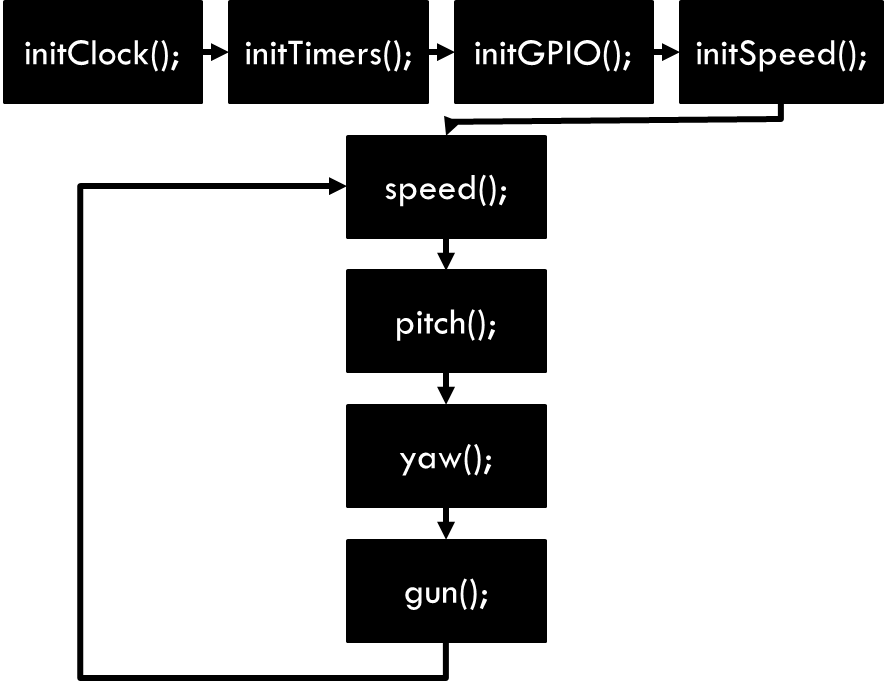 initClock();
initTimers();
initGPIO();
initSpeed();
speed();
pitch();
yaw();
gun();